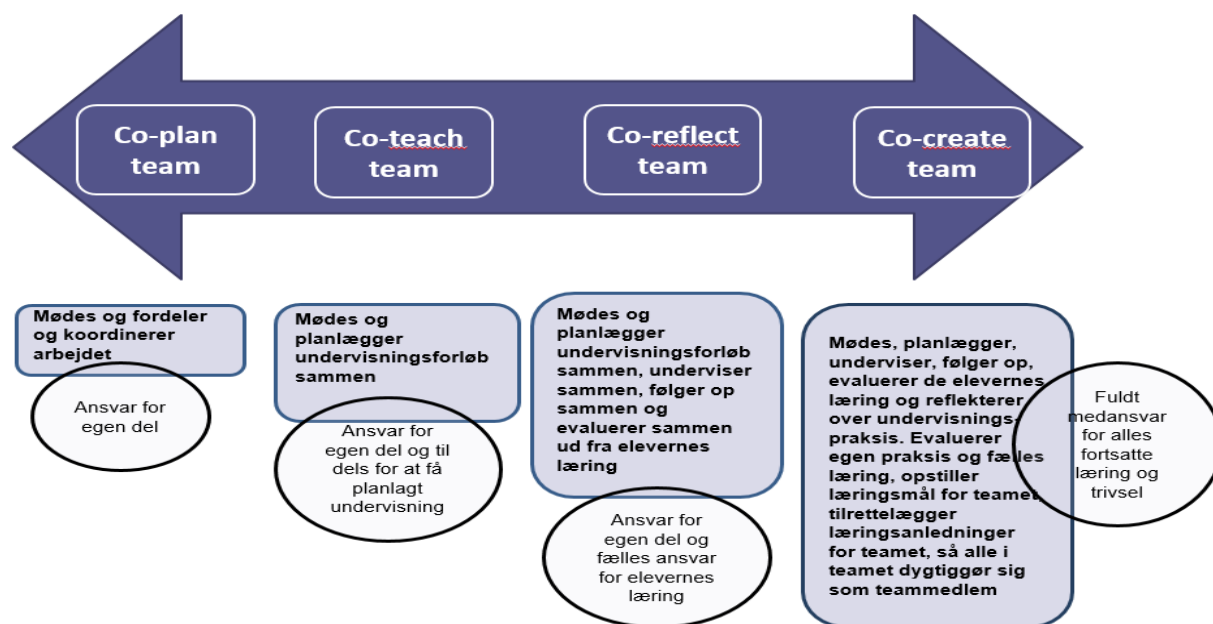 Co-plan
team
Co-teach
team
Co-reflect
team
Co-create
team
Mødes og fordeler
og koordinerer
arbejdet
Ansvar for
egen del
Mødes og
planlægger
undervisningsforløb
sammen
Ansvar for
egen del og til
dels for at få
planlagt
undervisning
Mødes og
planlægger
undervisningsforløb
sammen, underviser
sammen, følger op
sammen og
evaluerer sammen
ud fra elevernes
læring
Ansvar for
egen del og
fælles ansvar
for elevernes
læring
Mødes, planlægger,
underviser, følger op,
evaluerer de elevernes
læring og reflekterer
over undervisnings-
praksis. Evaluerer
egen praksis og fælles
læring, opstiller
læringsmål for teamet,
tilrettelægger
læringsanledninger
for teamet, så alle i
teamet dygtiggør sig
som teammedlem
Fuldt
medansvar
for alles
fortsatte
læring og
trivsel